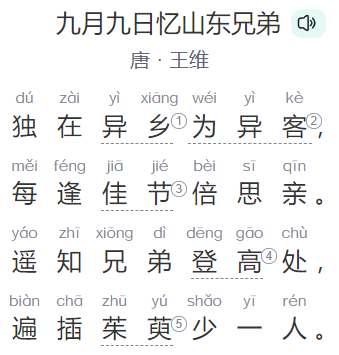 九月九日忆山东兄弟
唐·王维
dú zài yì xiāng wéi yì kè
独在异乡①为异客②,
měi féng jiā jié bèi sī qīn
每逢佳节③倍思亲。
yáo zhī xiōng dì dēng gāo chù
遥知兄弟登高④处,
biàn chā zhū yú shǎo yī rén
遍插茱萸⑤少一人。